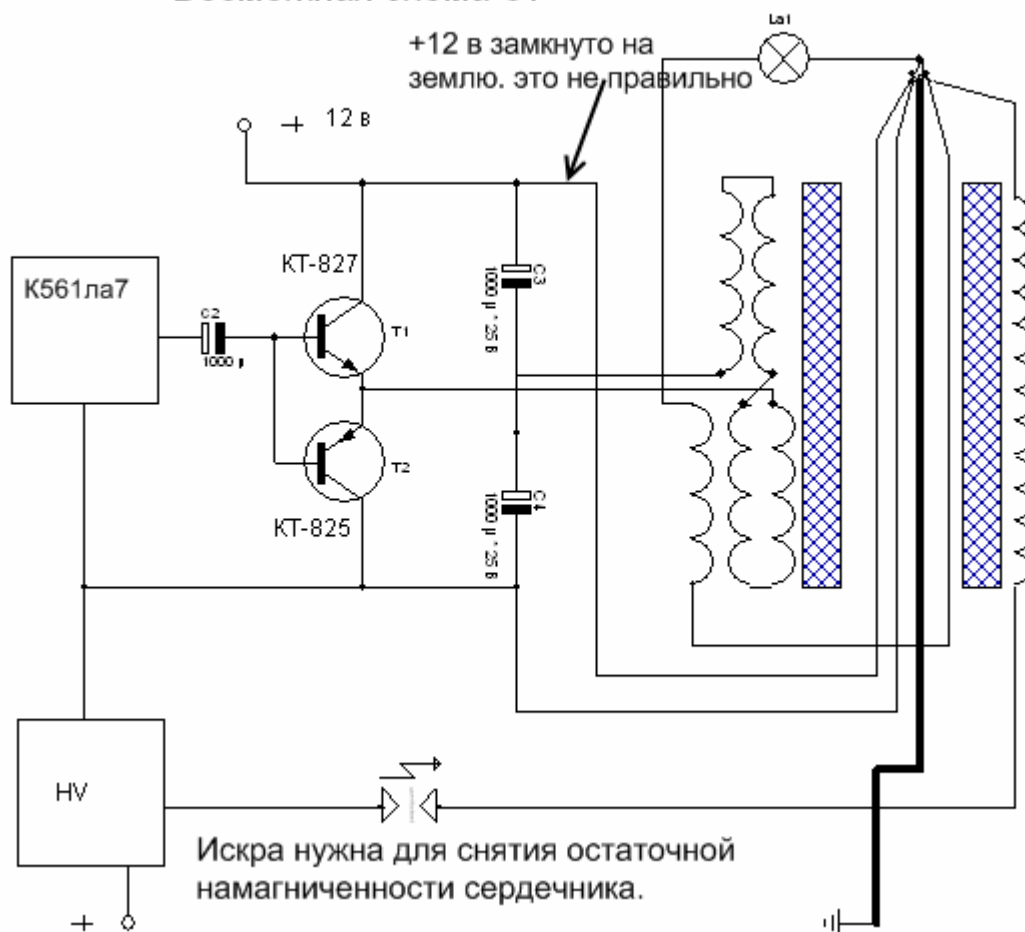 La1
+12 в замкнуто на
землю. это не правильно
+ 12 в
КТ-827
К561ла7
C2
1000 µ
T1
C3
1000 µ * 25 В
T2
КТ-825
C4
1000 µ * 25 В
HV
Искра нужна для снятия остаточной
намагниченности сердечника.
+